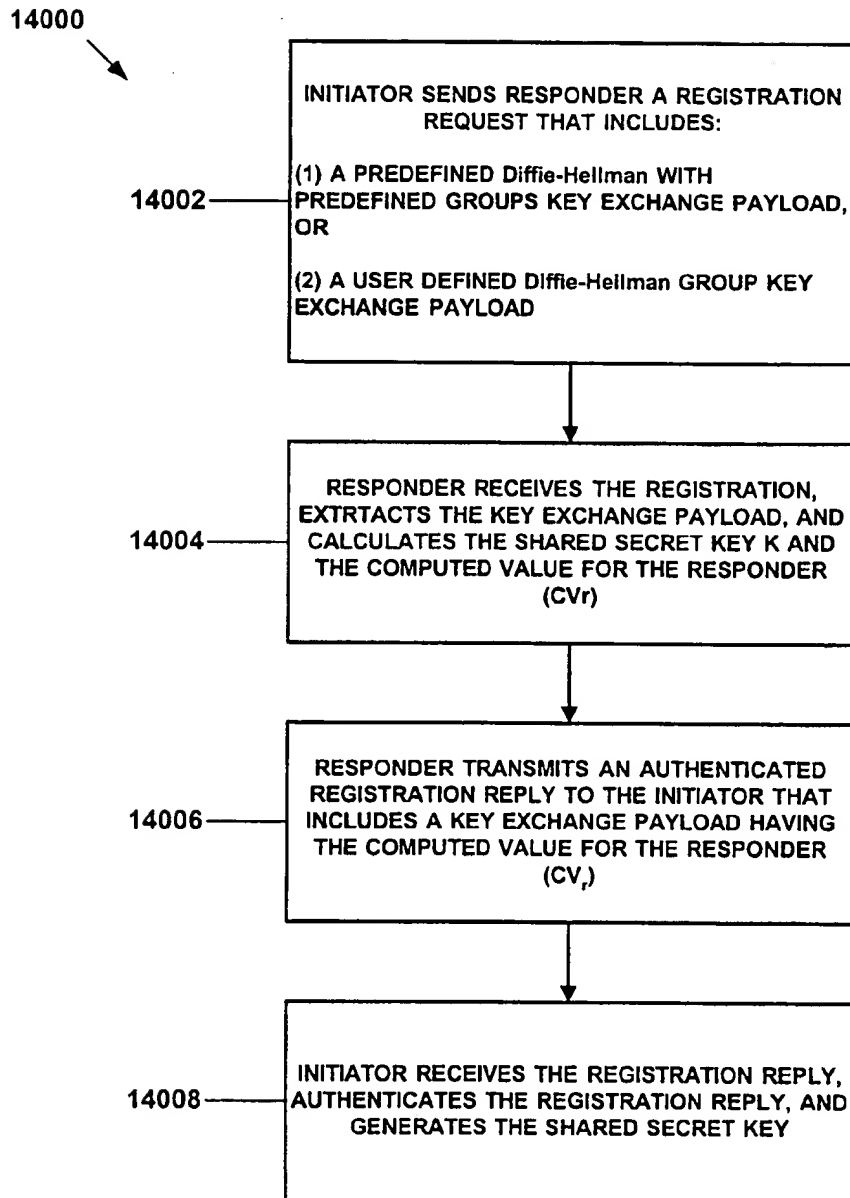 14000
INITIATOR SENDS RESPONDER A REGISTRATION
REQUEST THAT INCLUDES:
(1) A PREDEFINED Diffie-Hellman WITH
PREDEFINED GROUPS KEY EXCHANGE PAYLOAD,
OR
(2) A USER DEFINED Diffie-Hellman GROUP KEY
EXCHANGE PAYLOAD
14002
RESPONDER RECEIVES THE REGISTRATION,
EXTRTACTS THE KEY EXCHANGE PAYLOAD, AND
CALCULATES THE SHARED SECRET KEY K AND
THE COMPUTED VALUE FOR THE RESPONDER
(CVr)
14004
RESPONDER TRANSMITS AN AUTHENTICATED
REGISTRATION REPLY TO THE INITIATOR THAT
INCLUDES A KEY EXCHANGE PAYLOAD HAVING
THE COMPUTED VALUE FOR THE RESPONDER
(CVr)
14006
INITIATOR RECEIVES THE REGISTRATION REPLY,
AUTHENTICATES THE REGISTRATION REPLY, AND
GENERATES THE SHARED SECRET KEY
14008